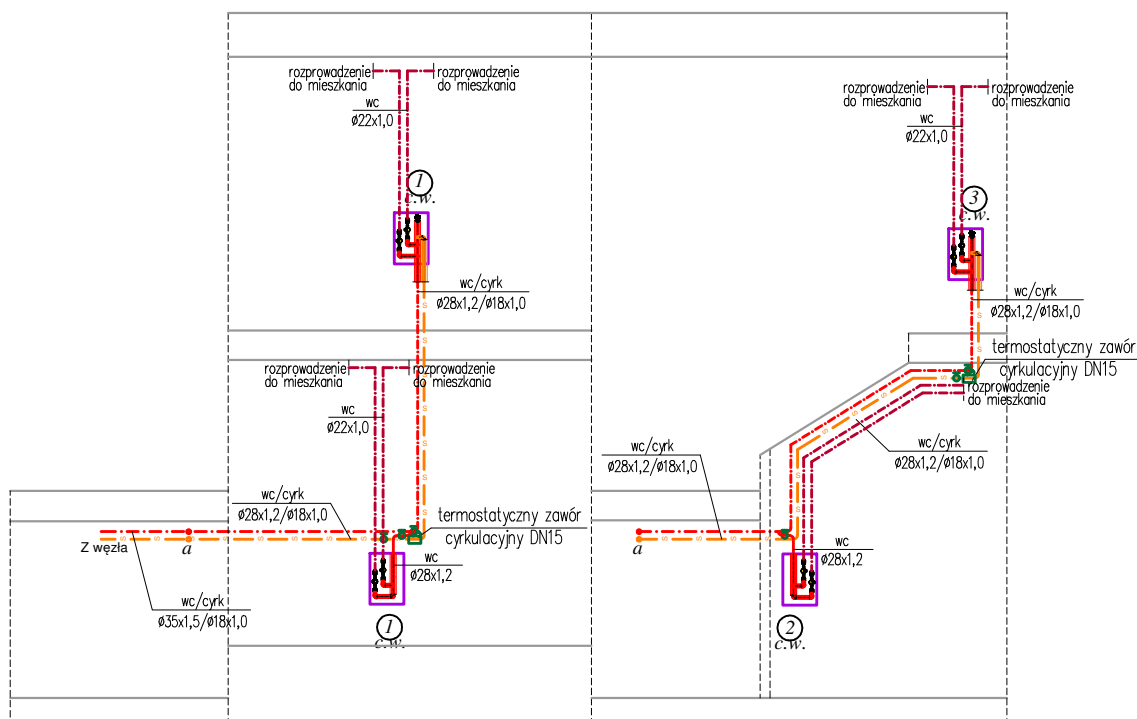 rozprowadzenie
do mieszkania
rozprowadzenie
do mieszkania
wc
ø22x1,0
1
c.w.
wc/cyrk
ø28x1,2/ø18x1,0
rozprowadzenie
do mieszkania
rozprowadzenie
do mieszkania
wc
ø22x1,0
3
c.w.
wc/cyrk
ø28x1,2/ø18x1,0
rozprowadzenie
do mieszkania
rozprowadzenie
do mieszkania
wc
ø22x1,0
termostatyczny zawór
cyrkulacyjny DN15
rozprowadzenie
do mieszkania
wc/cyrk
ø28x1,2/ø18x1,0
wc/cyrk
ø28x1,2/ø18x1,0
wc/cyrk
ø28x1,2/ø18x1,0
termostatyczny zawór
cyrkulacyjny DN15
Z węzła
a
a
wc
ø28x1,2
wc
ø28x1,2
wc/cyrk
ø35x1,5/ø18x1,0
1
c.w.
2
c.w.